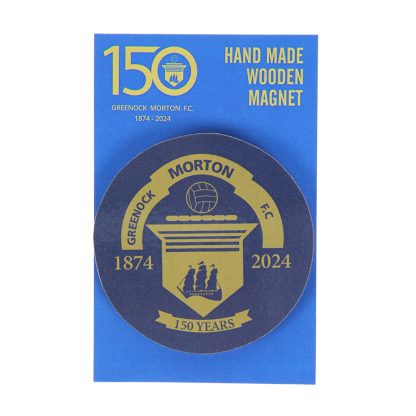 150
GREENOCK MORTON F.C.
1874 - 2024
HAND MADE
WOODEN
MAGNET
GREENOCK MORTON F.C
1874 2024
150 YEARS